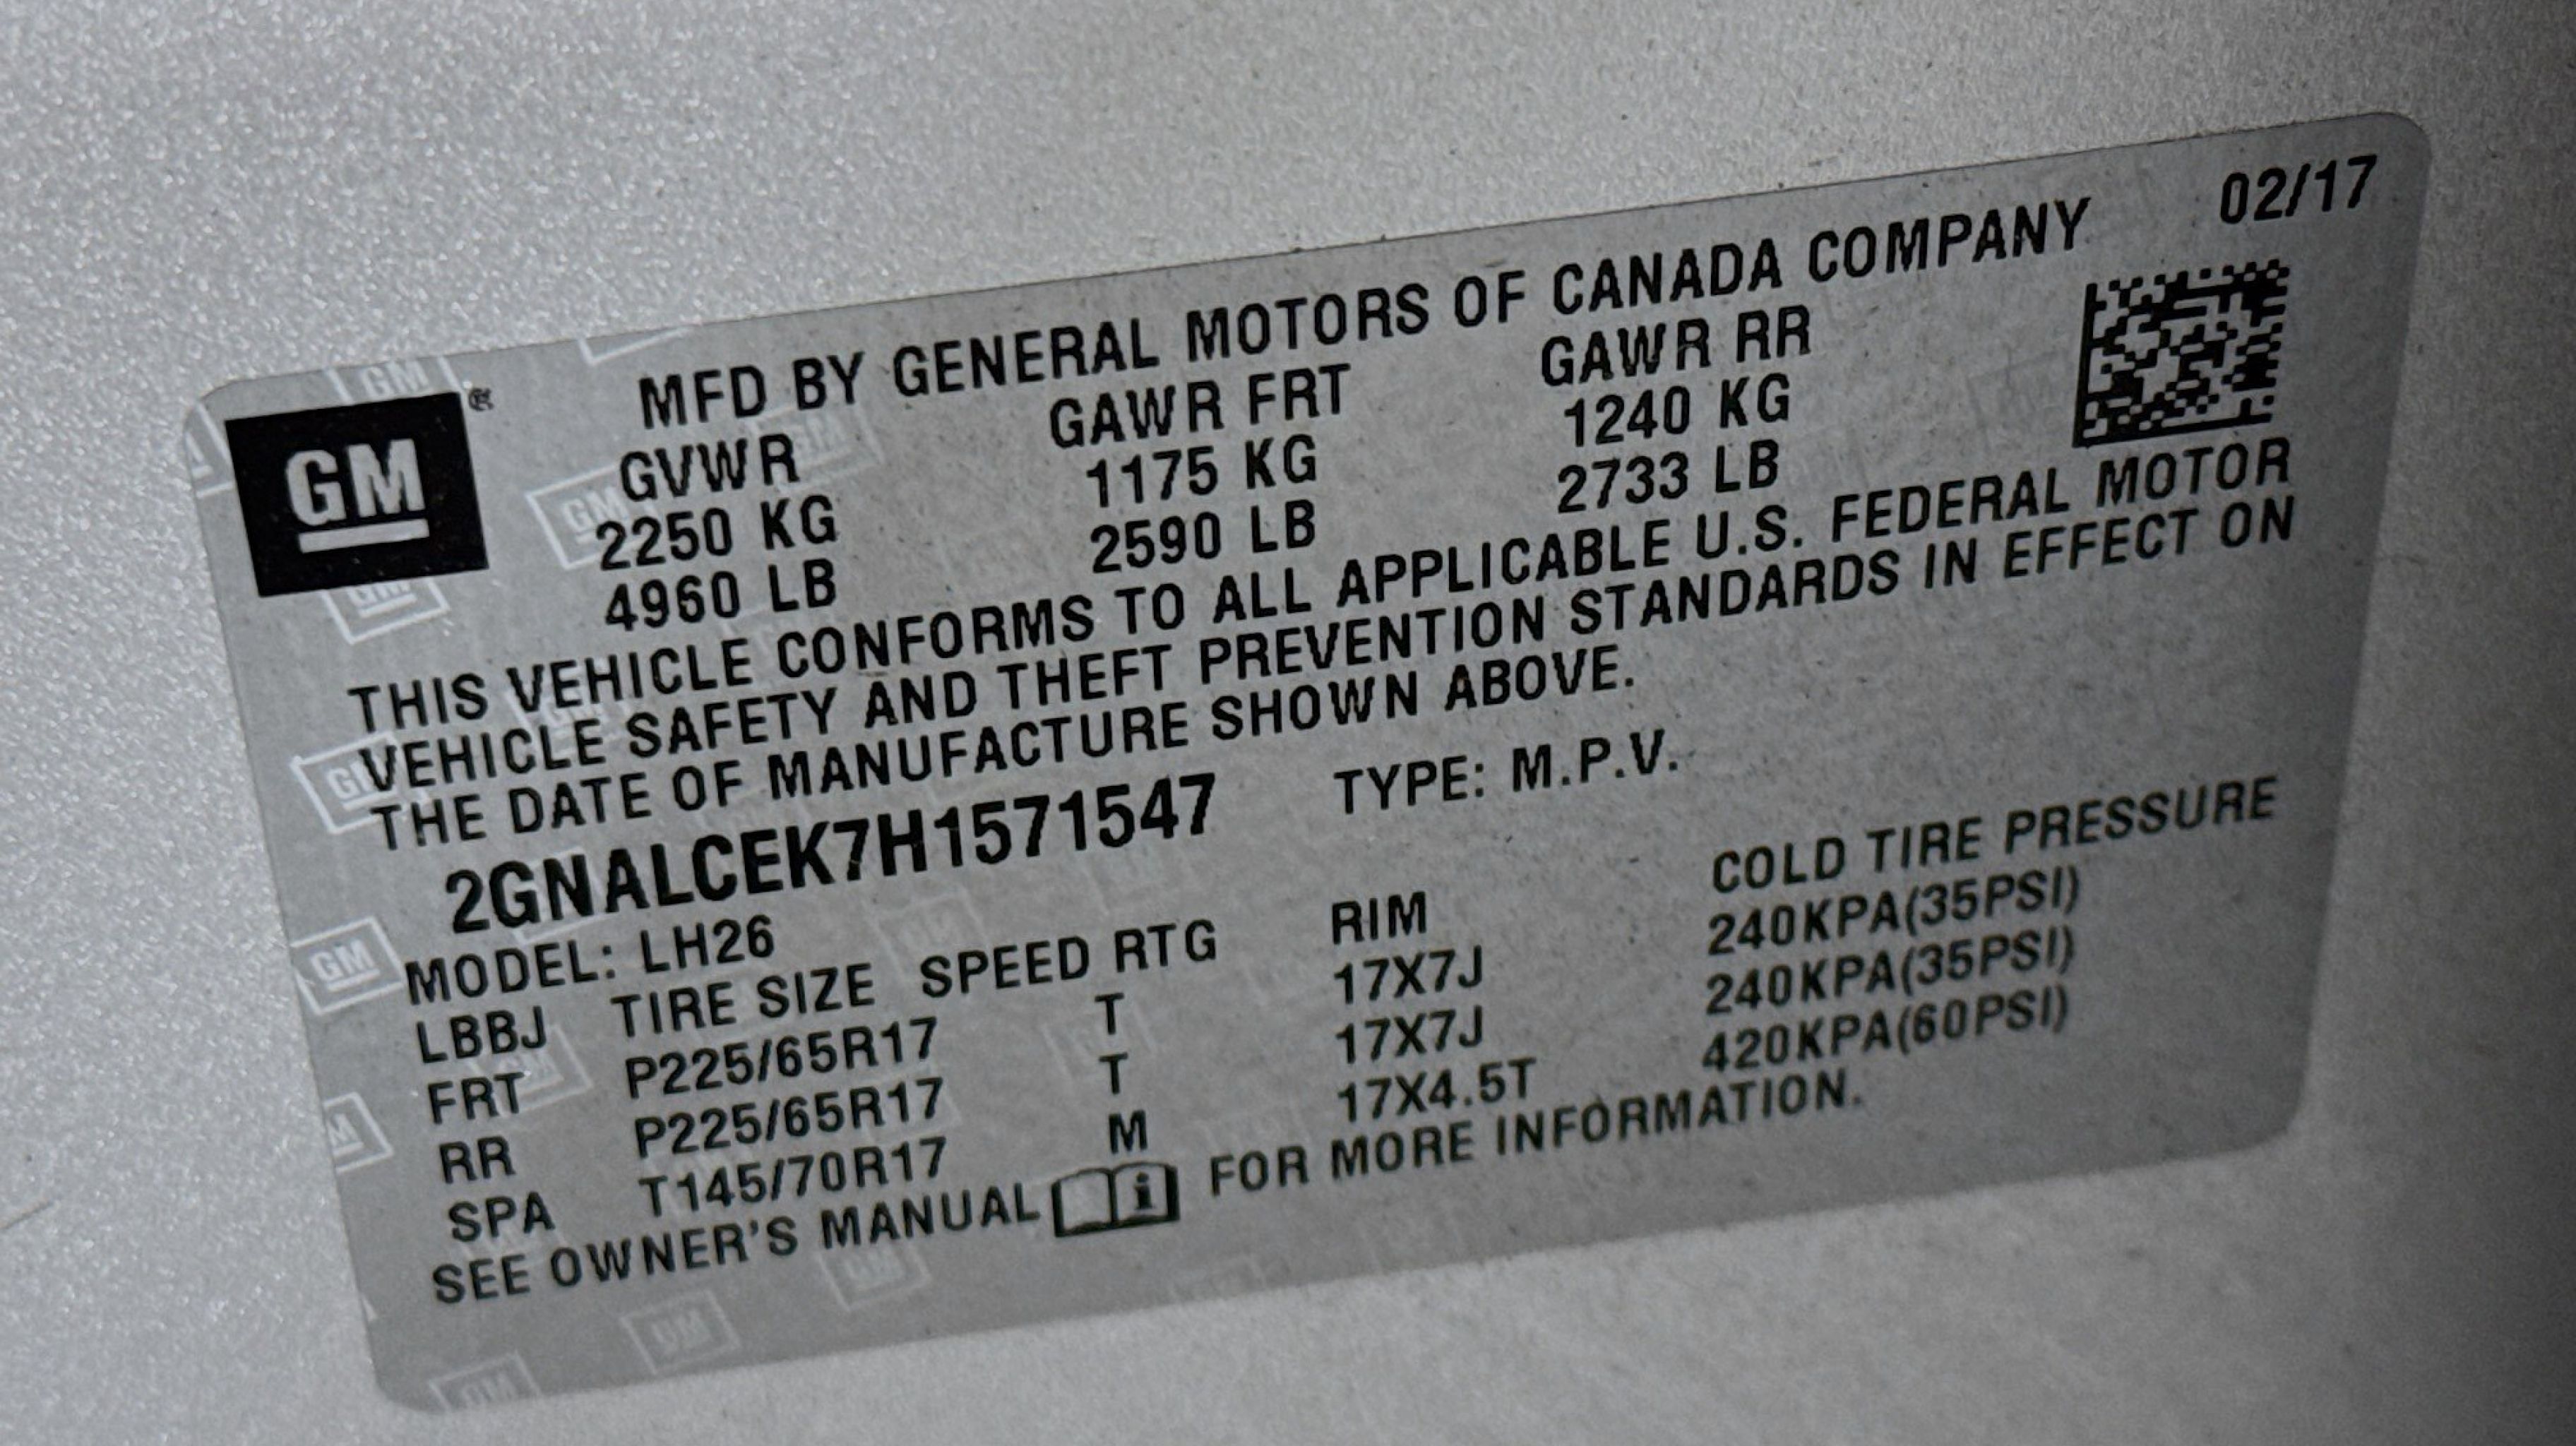 MFD BY GENERAL MOTORS OF CANADA COMPANY 02/17
GM ®
GVWR GAWR FRT GAWR RR
2250 KG 1175 KG 1240 KG
4960 LB 2590 LB 2733 LB
THIS VEHICLE CONFORMS TO ALL APPLICABLE U.S. FEDERAL MOTOR
VEHICLE SAFETY AND THEFT PREVENTION STANDARDS IN EFFECT ON
THE DATE OF MANUFACTURE SHOWN ABOVE.
2GNALCEK7H1571547 TYPE: M.P.V.
MODEL: LH26
LBBJ TIRE SIZE SPEED RTG RIM COLD TIRE PRESSURE
FRT P225/65R17 T 17X7J 240KPA(35PSI)
RR P225/65R17 T 17X7J 240KPA(35PSI)
SPA T145/70R17 M 17X4.5T 420KPA(60PSI)
SEE OWNER'S MANUAL FOR MORE INFORMATION.